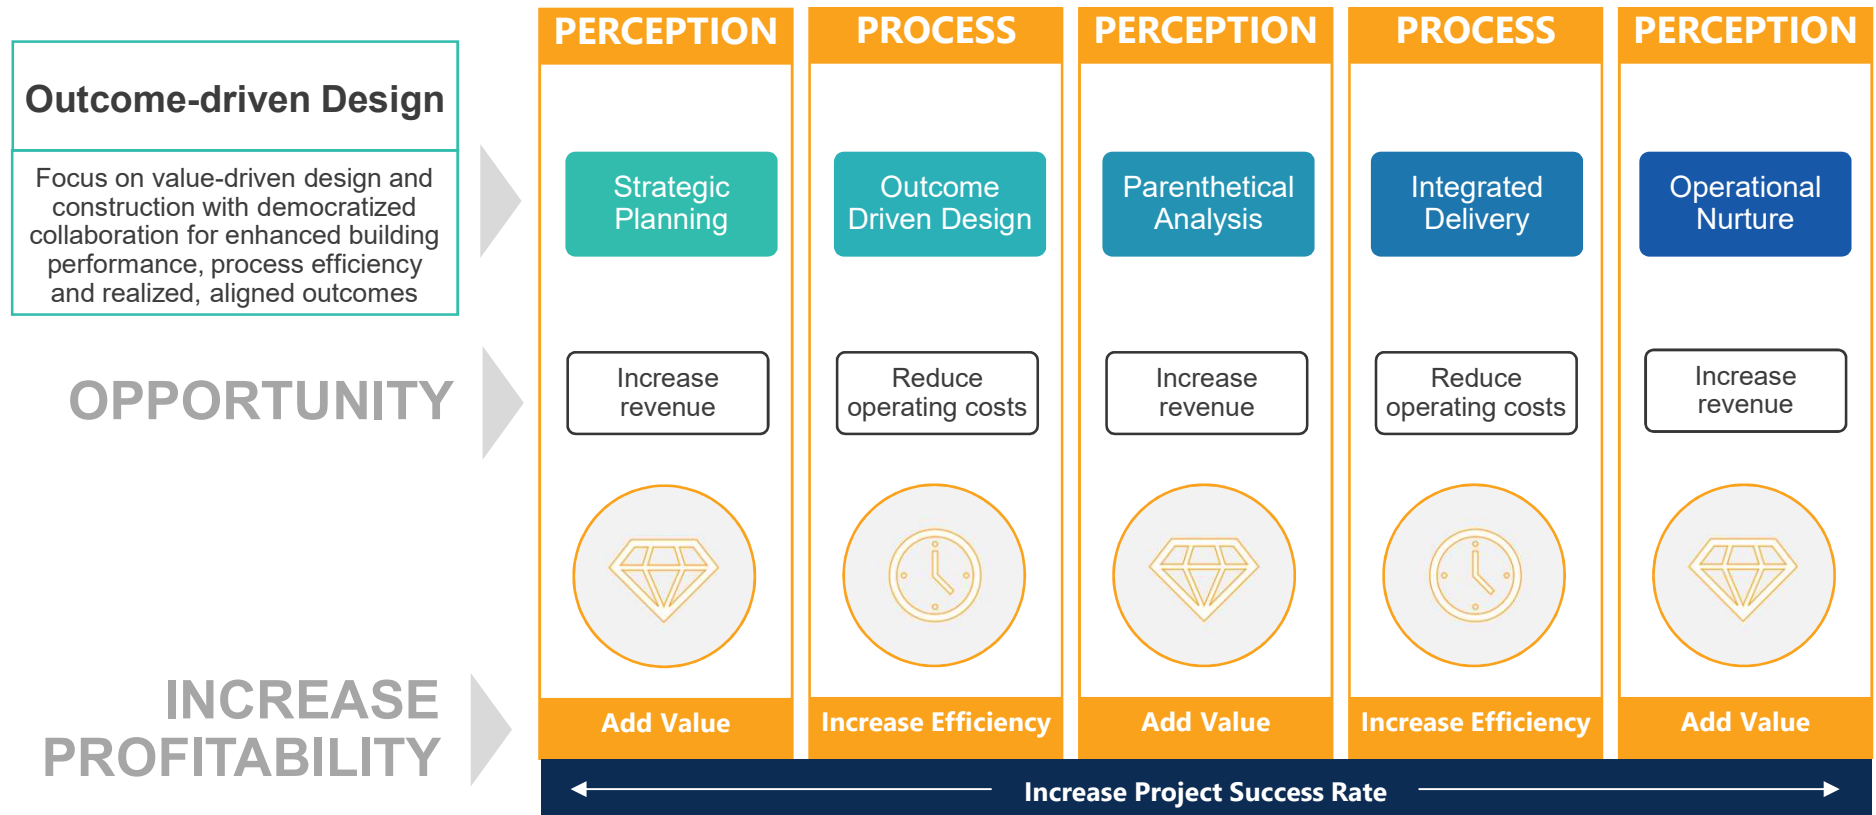 PERCEPTION
PROCESS
PERCEPTION
PROCESS
PERCEPTION
Outcome-driven Design
Focus on value-driven design and
construction with democratized
collaboration for enhanced building
performance, process efficiency
and realized, aligned outcomes
Strategic
Planning
Outcome
Driven Design
Parenthetical
Analysis
Integrated
Delivery
Operational
Nurture
OPPORTUNITY
Increase
revenue
Reduce
operating costs
Increase
revenue
Reduce
operating costs
Increase
revenue
INCREASE
PROFITABILITY
Add Value
Increase Efficiency
Add Value
Increase Efficiency
Add Value
Increase Project Success Rate